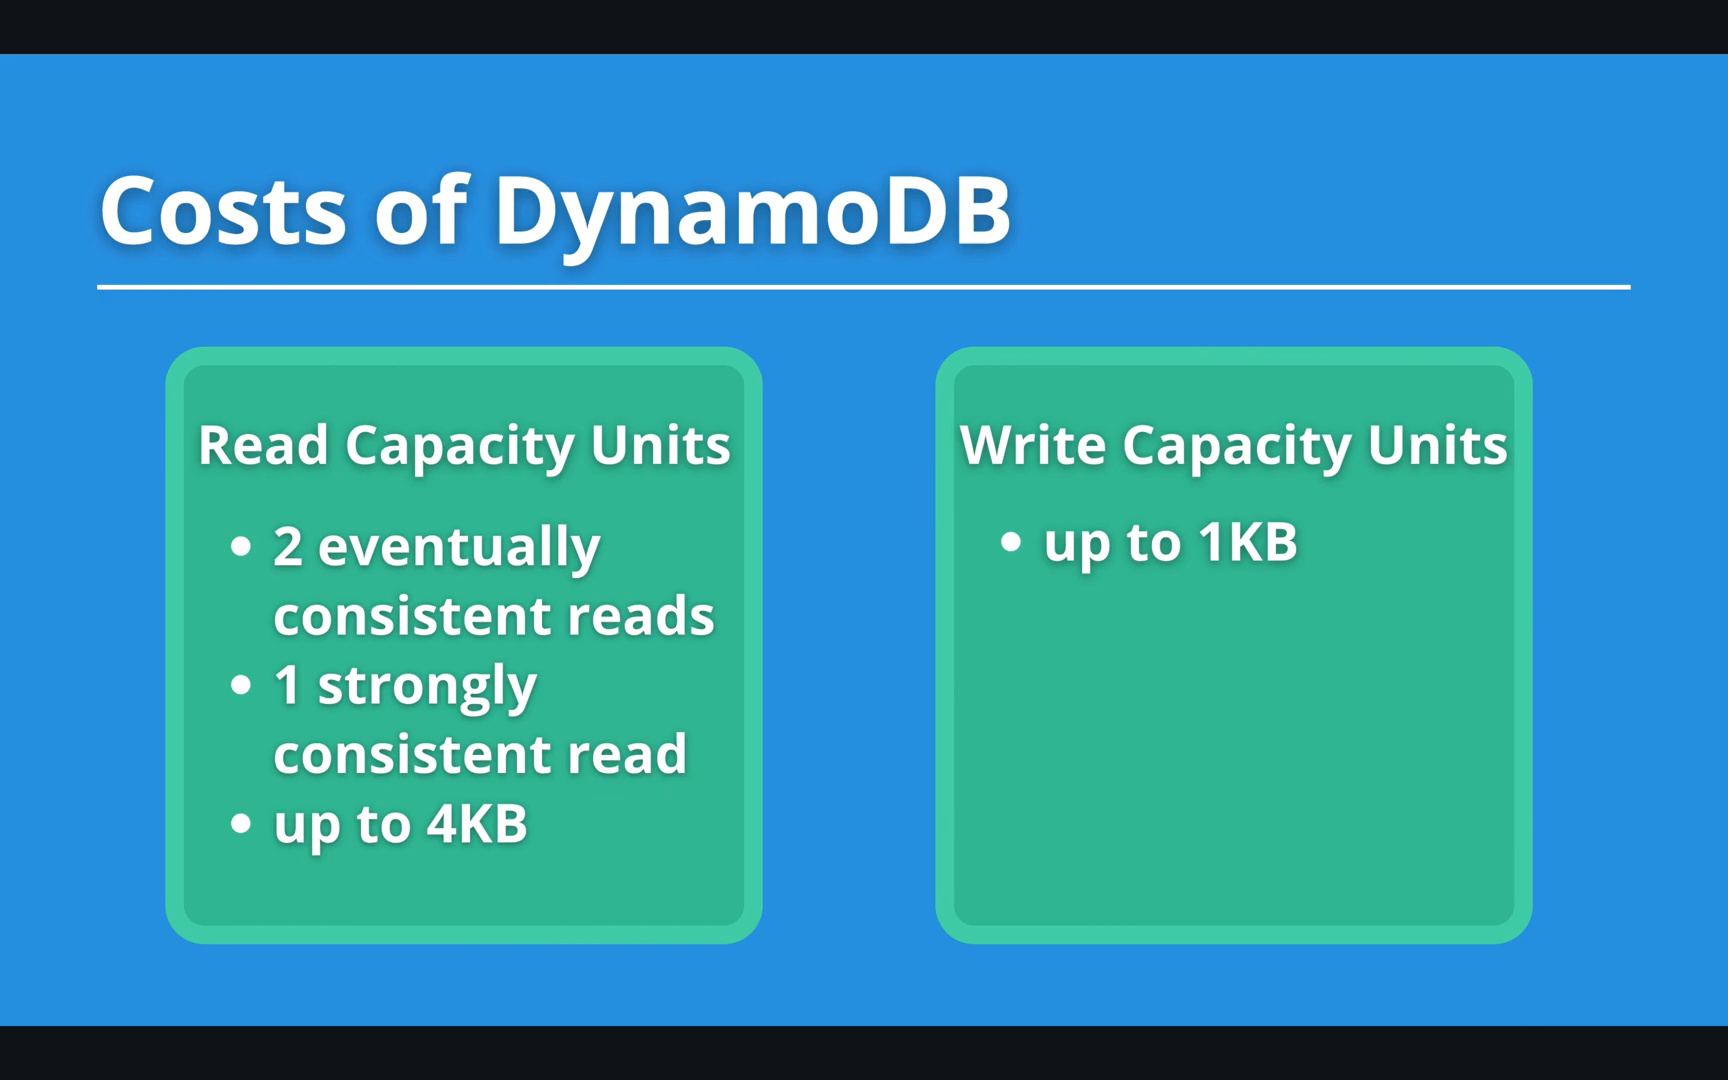 Costs of DynamoDB
Read Capacity Units
• 2 eventually
consistent reads
• 1 strongly
consistent read
• up to 4KB
Write Capacity Units
• up to 1KB